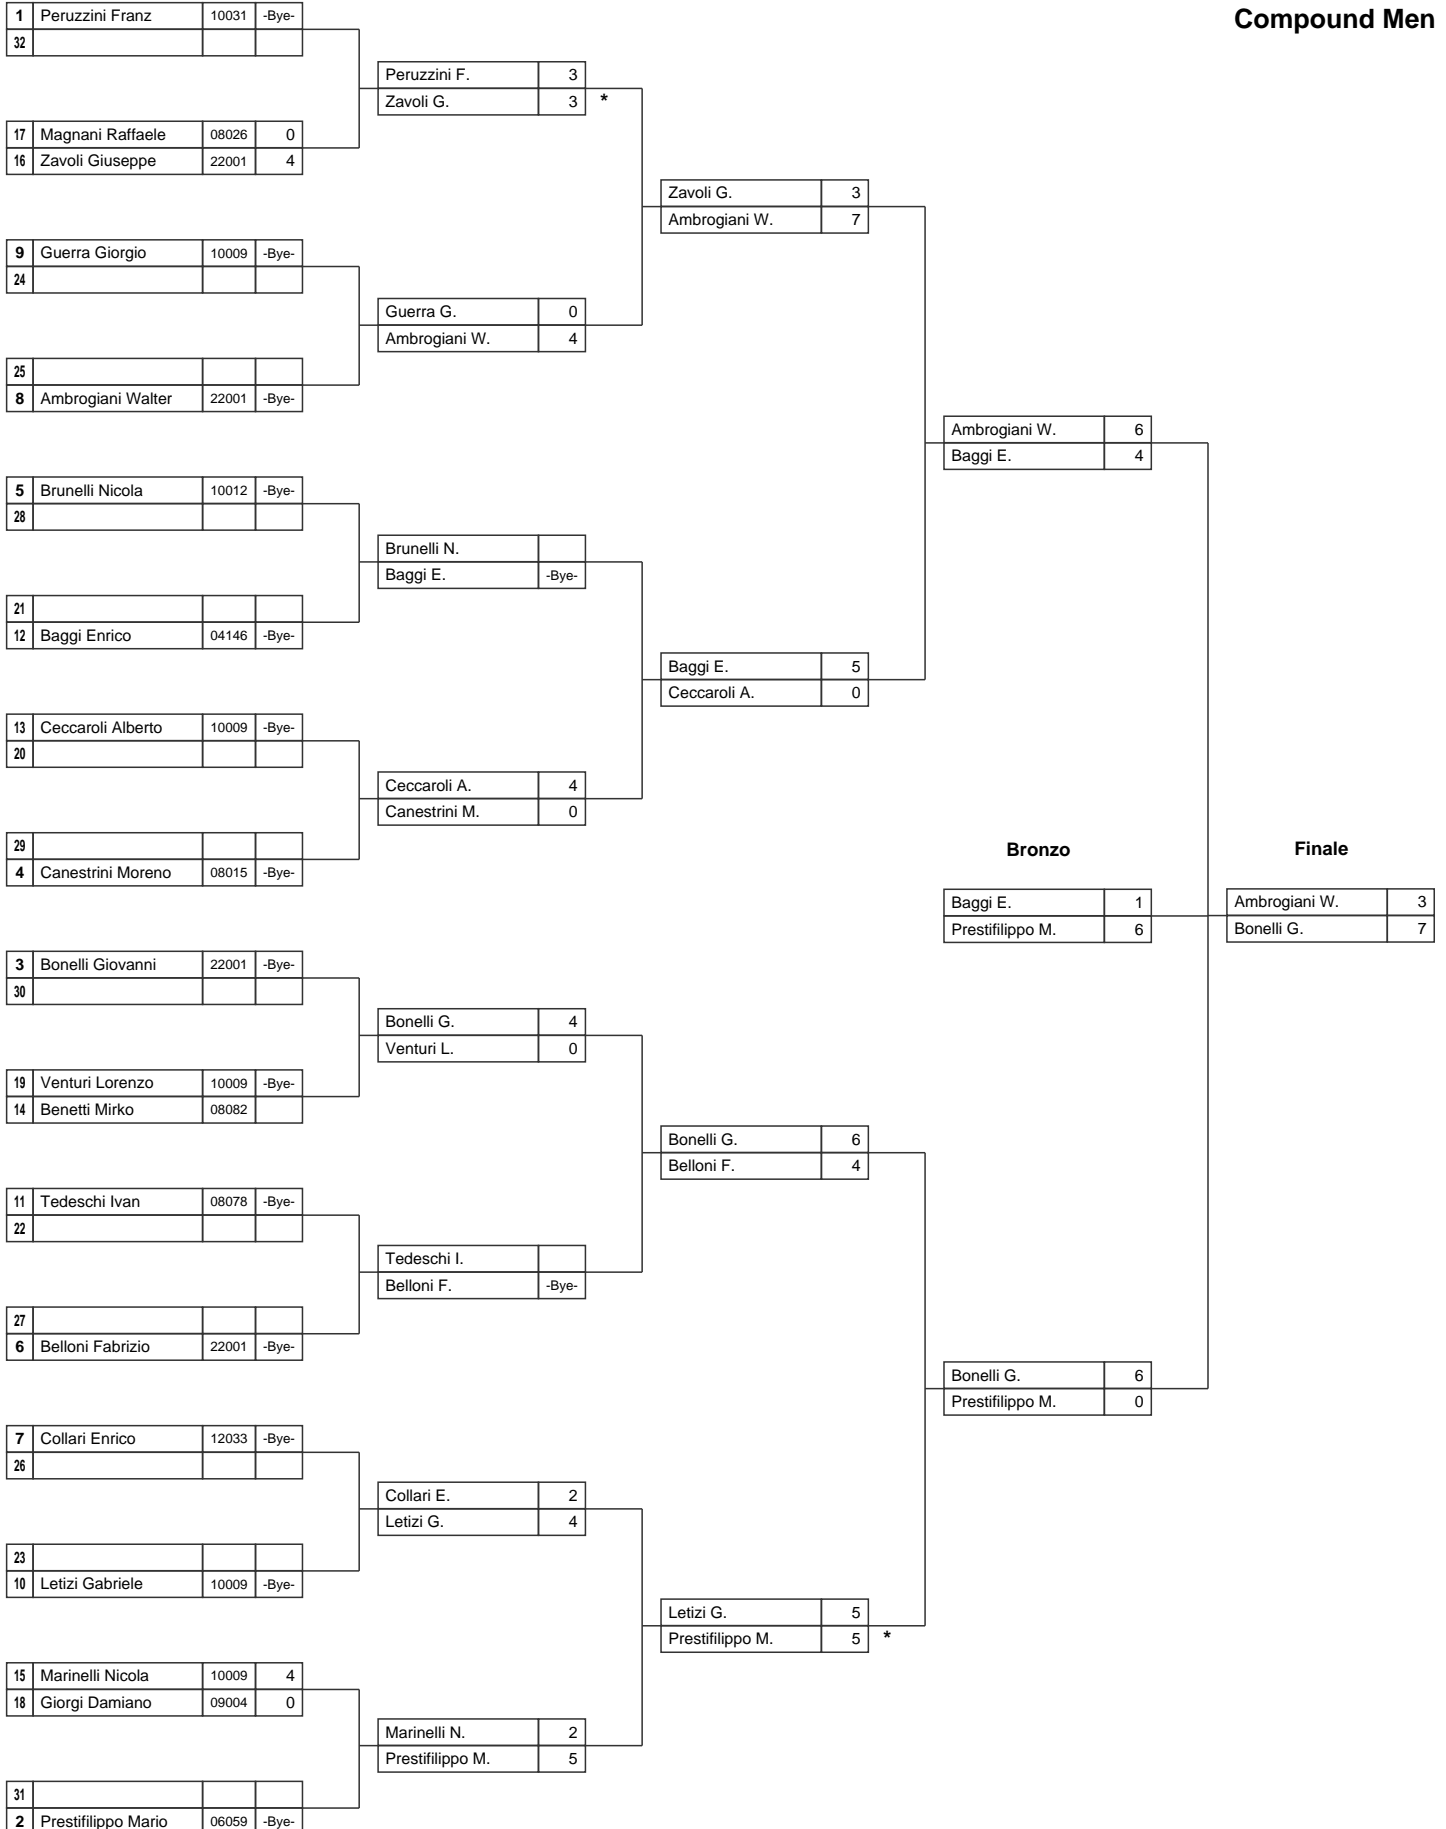 Compound Men
1 Peruzzini Franz 10031 -Bye-
32
17 Magnani Raffaele 08026 0
16 Zavoli Giuseppe 22001 4
9 Guerra Giorgio 10009 -Bye-
24
25
8 Ambrogiani Walter 22001 -Bye-
5 Brunelli Nicola 10012 -Bye-
28
21
12 Baggi Enrico 04146 -Bye-
13 Ceccaroli Alberto 10009 -Bye-
20
29
4 Canestrini Moreno 08015 -Bye-
3 Bonelli Giovanni 22001 -Bye-
30
19 Venturi Lorenzo 10009 -Bye-
14 Benetti Mirko 08082
11 Tedeschi Ivan 08078 -Bye-
22
27
6 Belloni Fabrizio 22001 -Bye-
7 Collari Enrico 12033 -Bye-
26
23
10 Letizi Gabriele 10009 -Bye-
15 Marinelli Nicola 10009 4
18 Giorgi Damiano 09004 0
31
2 Prestifilippo Mario 06059 -Bye-
Peruzzini F. 3
Zavoli G. 3 *
Guerra G. 0
Ambrogiani W. 4
Brunelli N.
Baggi E. -Bye-
Ceccaroli A. 4
Canestrini M. 0
Bonelli G. 4
Venturi L. 0
Tedeschi I.
Belloni F. -Bye-
Collari E. 2
Letizi G. 4
Marinelli N. 2
Prestifilippo M. 5
Zavoli G. 3
Ambrogiani W. 7
Baggi E. 5
Ceccaroli A. 0
Bonelli G. 6
Belloni F. 4
Letizi G. 5
Prestifilippo M. 5 *
Ambrogiani W. 6
Baggi E. 4
Bonelli G. 6
Prestifilippo M. 0
Bronzo
Baggi E. 1
Prestifilippo M. 6
Finale
Ambrogiani W. 3
Bonelli G. 7